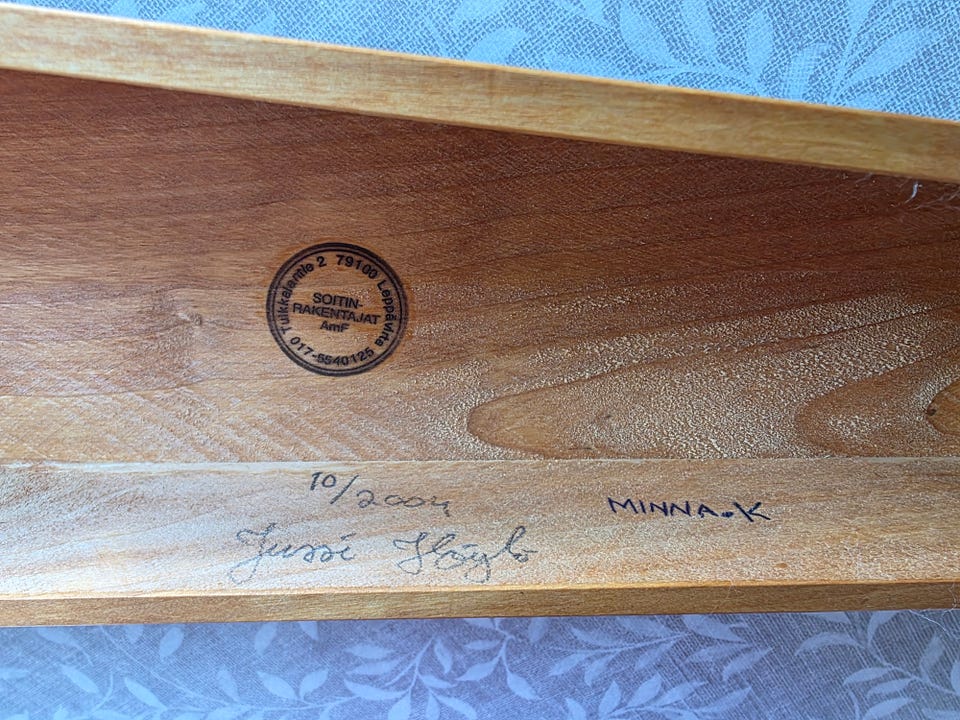 Tuikkalantie 2 79100 Leppävirta
SOITIN-
RAKENTAJAT
AmF
017-5540125
10/2004
MINNA.K
Jussi